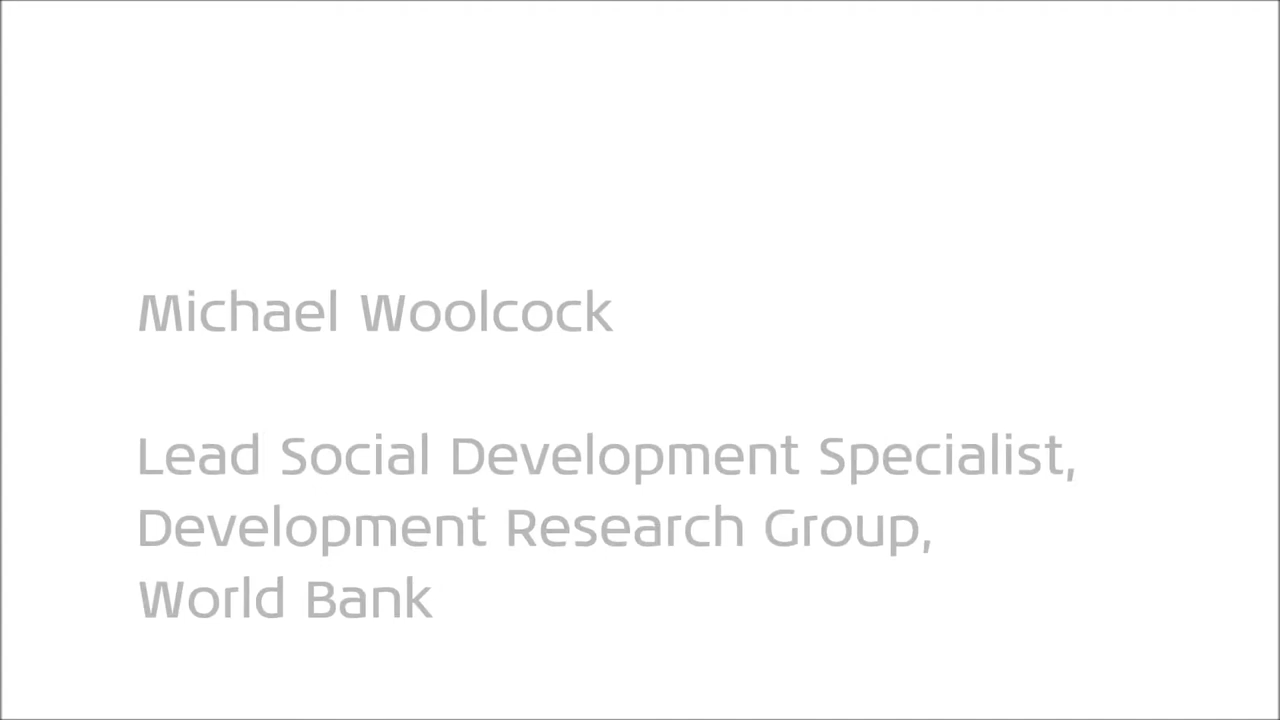 Michael Woolcock
Lead Social Development Specialist,
Development Research Group,
World Bank